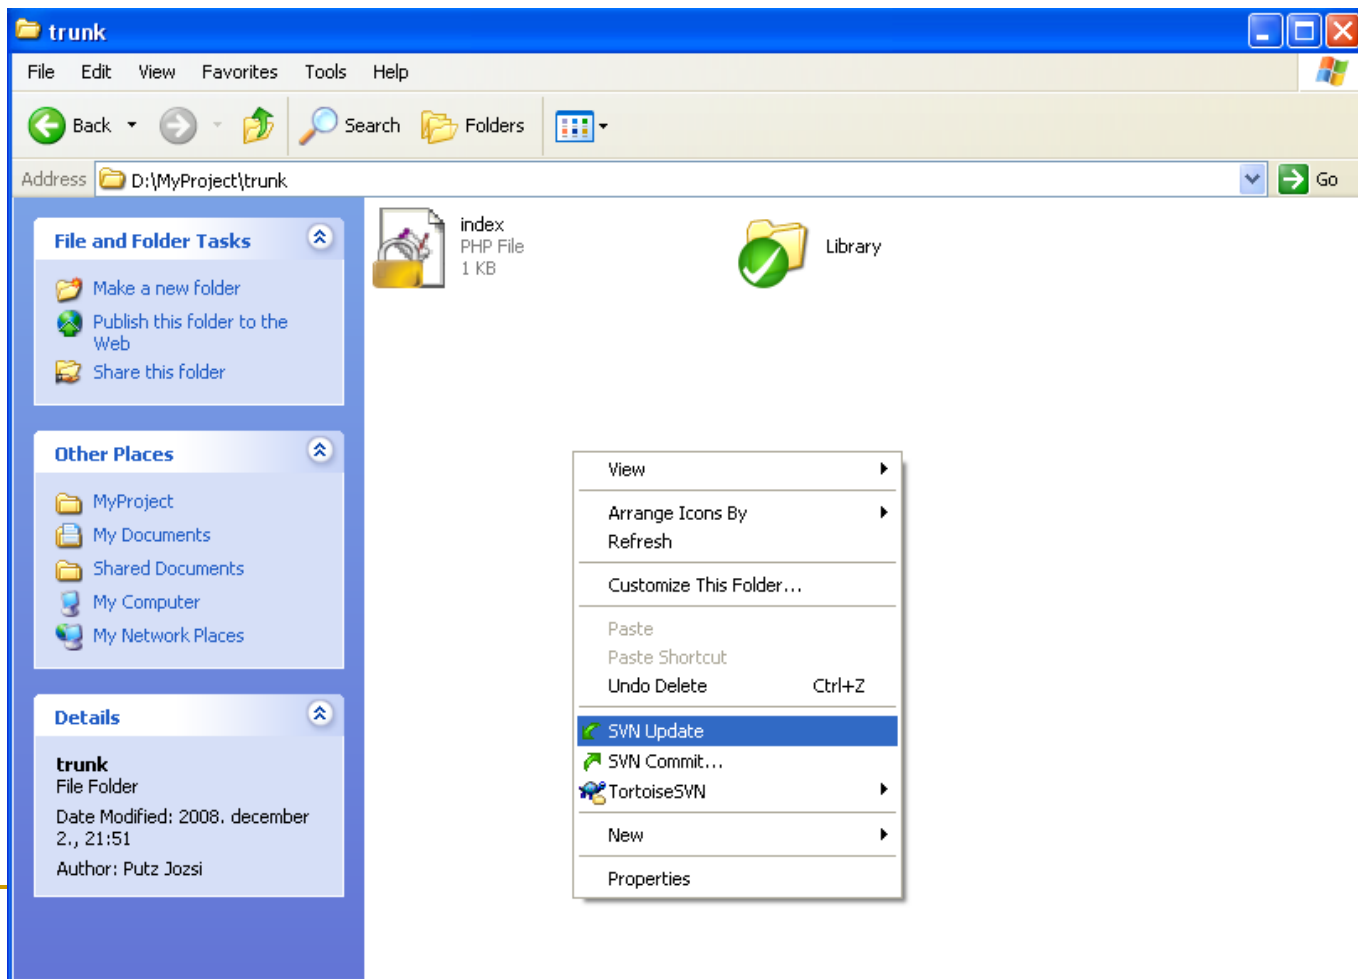 trunk
File Edit View Favorites Tools Help
Back Search Folders
Address D:\MyProject\trunk Go
File and Folder Tasks
Make a new folder
Publish this folder to the
Web
Share this folder
Other Places
MyProject
My Documents
Shared Documents
My Computer
My Network Places
Details
trunk
File Folder
Date Modified: 2008. december
2., 21:51
Author: Putz Jozsi
index
PHP File
1 KB
Library
View
Arrange Icons By
Refresh
Customize This Folder...
Paste
Paste Shortcut
Undo Delete Ctrl+Z
SVN Update
SVN Commit...
TortoiseSVN
New
Properties